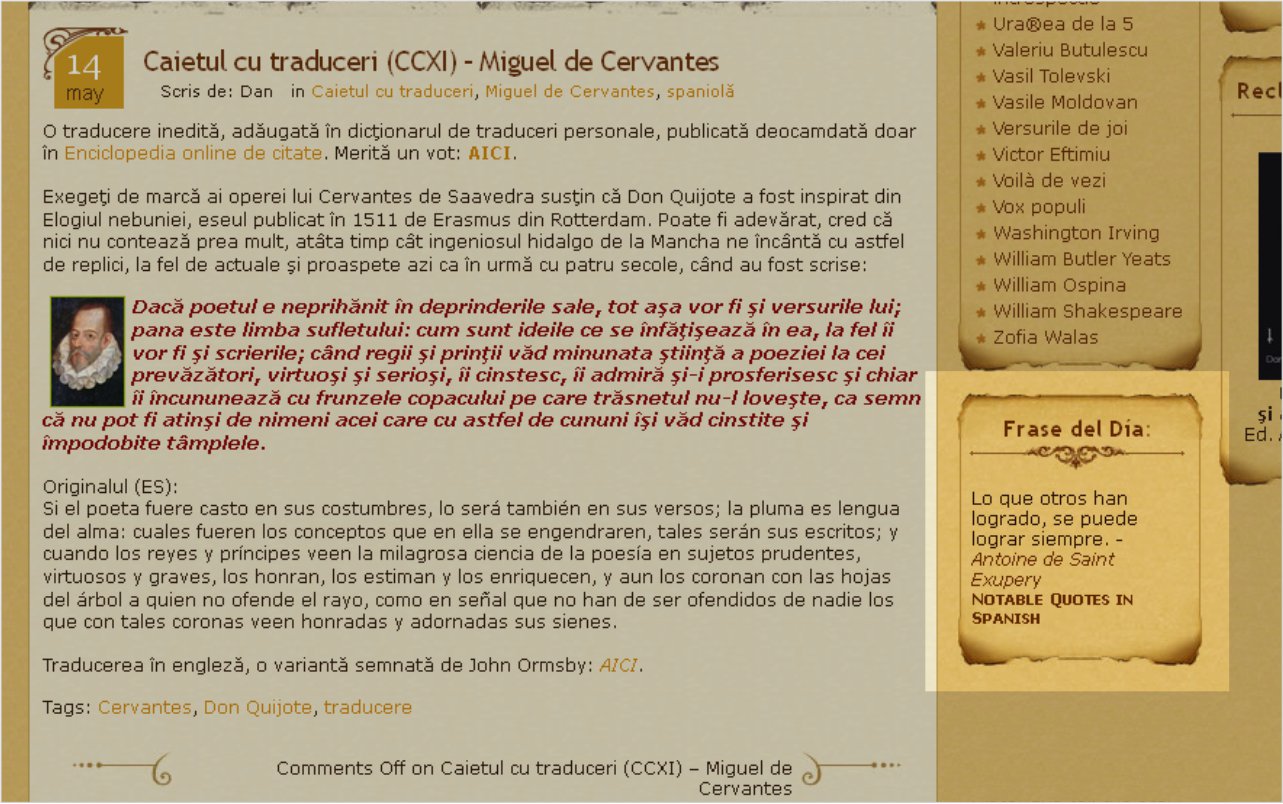 14
may
Caietul cu traduceri (CCXI) – Miguel de Cervantes
Scris de: Dan in Caietul cu traduceri, Miguel de Cervantes, spaniolă
O traducere inedită, adăugată în dicţionarul de traduceri personale, publicată deocamdată doar
în Enciclopedia online de citate. Merită un vot: AICI.
Exegeţi de marcă ai operei lui Cervantes de Saavedra susţin că Don Quijote a fost inspirat din
Elogiul nebuniei, eseul publicat în 1511 de Erasmus din Rotterdam. Poate fi adevărat, cred că
nici nu contează prea mult, atâta timp cât ingeniosul hidalgo de la Mancha ne încântă cu astfel
de replici, la fel de actuale şi proaspete azi ca în urmă cu patru secole, când au fost scrise:
Dacă poetul e neprihănit în deprinderile sale, tot aşa vor fi şi versurile lui;
pana este limba sufletului: cum sunt ideile ce se înfăţişează în ea, la fel îi
vor fi şi scrierile; când regii şi prinţii văd minunata ştiinţă a poeziei la cei
prevăzători, virtuoşi şi serioşi, îi cinstesc, îi admiră şi-i prosferisesc şi chiar
îi încununează cu frunzele copacului pe care trăsnetul nu-l loveşte, ca semn
că nu pot fi atinşi de nimeni acei care cu astfel de cununi îşi văd cinstite şi
împodobite tâmplele.
Originalul (ES):
Si el poeta fuere casto en sus costumbres, lo será también en sus versos; la pluma es lengua
del alma: cuales fueren los conceptos que en ella se engendraren, tales serán sus escritos; y
cuando los reyes y príncipes veen la milagrosa ciencia de la poesía en sujetos prudentes,
virtuosos y graves, los honran, los estiman y los enriquecen, y aun los coronan con las hojas
del árbol a quien no ofende el rayo, como en señal que no han de ser ofendidos de nadie los
que con tales coronas veen honradas y adornadas sus sienes.
Traducerea în engleză, o variantă semnată de John Ormsby: AICI.
Tags: Cervantes, Don Quijote, traducere
Comments Off on Caietul cu traduceri (CCXI) – Miguel de
Cervantes
Ura®ea de la 5
Valeriu Butulescu
Vasil Tolevski
Vasile Moldovan
Versurile de joi
Victor Eftimiu
Voilà de vezi
Vox populi
Washington Irving
William Butler Yeats
William Ospina
William Shakespeare
Zofia Walas
Frase del Día:
Lo que otros han
logrado, se puede
lograr siempre. -
Antoine de Saint
Exupery
NOTABLE QUOTES IN
SPANISH
şi
Ed.